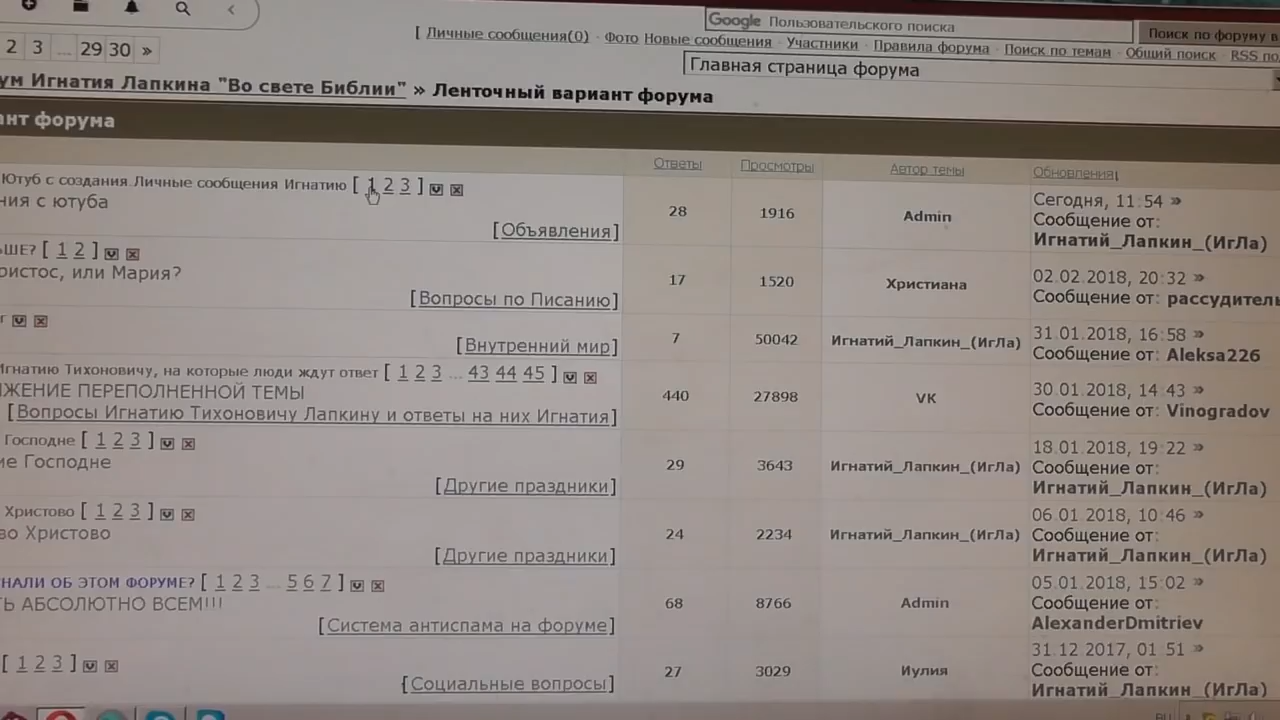 Google Пользовательского поиска
Поиск по форуму в
2 3 ... 29 30 »
[ Личные сообщения(0) · Фото Новые сообщения · Участники · Правила форума · Поиск по темам · Общий поиск · RSS
Главная страница форума
Игнатия Лапкина "Во свете Библии" » Ленточный вариант форума
форума
Ответы Просмотры Автор темы Обновления↓
Ютуб с создания.Личные сообщения Игнатию [ 1 2 3 ]
с ютуба
[Объявления]
28 1916 Admin
Сегодня, 11:54 »
Сообщение от:
Игнатий_Лапкин_(ИгЛа)
[ 1 2 ]
или Мария?
[Вопросы по Писанию]
17 1520 Христиана
02.02.2018, 20:32 »
Сообщение от: рассудитель
[Внутренний мир]
7 50042 Игнатий_Лапкин_(ИгЛа)
31.01.2018, 16:58 »
Сообщение от: Aleksa226
Игнатию Тихоновичу, на которые люди ждут ответ [ 1 2 3 ... 43 44 45 ]
ЖЕНИЕ ПЕРЕПОЛНЕННОЙ ТЕМЫ
[Вопросы Игнатию Тихоновичу Лапкину и ответы на них Игнатия]
440 27898 VK
30.01.2018, 14:43 »
Сообщение от: Vinogradov
Господне [ 1 2 3 ]
ие Господне
[Другие праздники]
29 3643 Игнатий_Лапкин_(ИгЛа)
18.01.2018, 19:22 »
Сообщение от:
Игнатий_Лапкин_(ИгЛа)
Христово [ 1 2 3 ]
во Христово
[Другие праздники]
24 2234 Игнатий_Лапкин_(ИгЛа)
06.01.2018, 10:46 »
Сообщение от:
Игнатий_Лапкин_(ИгЛа)
НАЛИ ОБ ЭТОМ ФОРУМЕ? [ 1 2 3 ... 5 6 7 ]
Ь АБСОЛЮТНО ВСЕМ!!!
[Система антиспама на форуме]
68 8766 Admin
05.01.2018, 15:02 »
Сообщение от:
AlexanderDmitriev
[ 1 2 3 ]
[Социальные вопросы]
27 3029 Иулия
31.12.2017, 01:51 »
Сообщение от:
Игнатий_Лапкин_(ИгЛа)